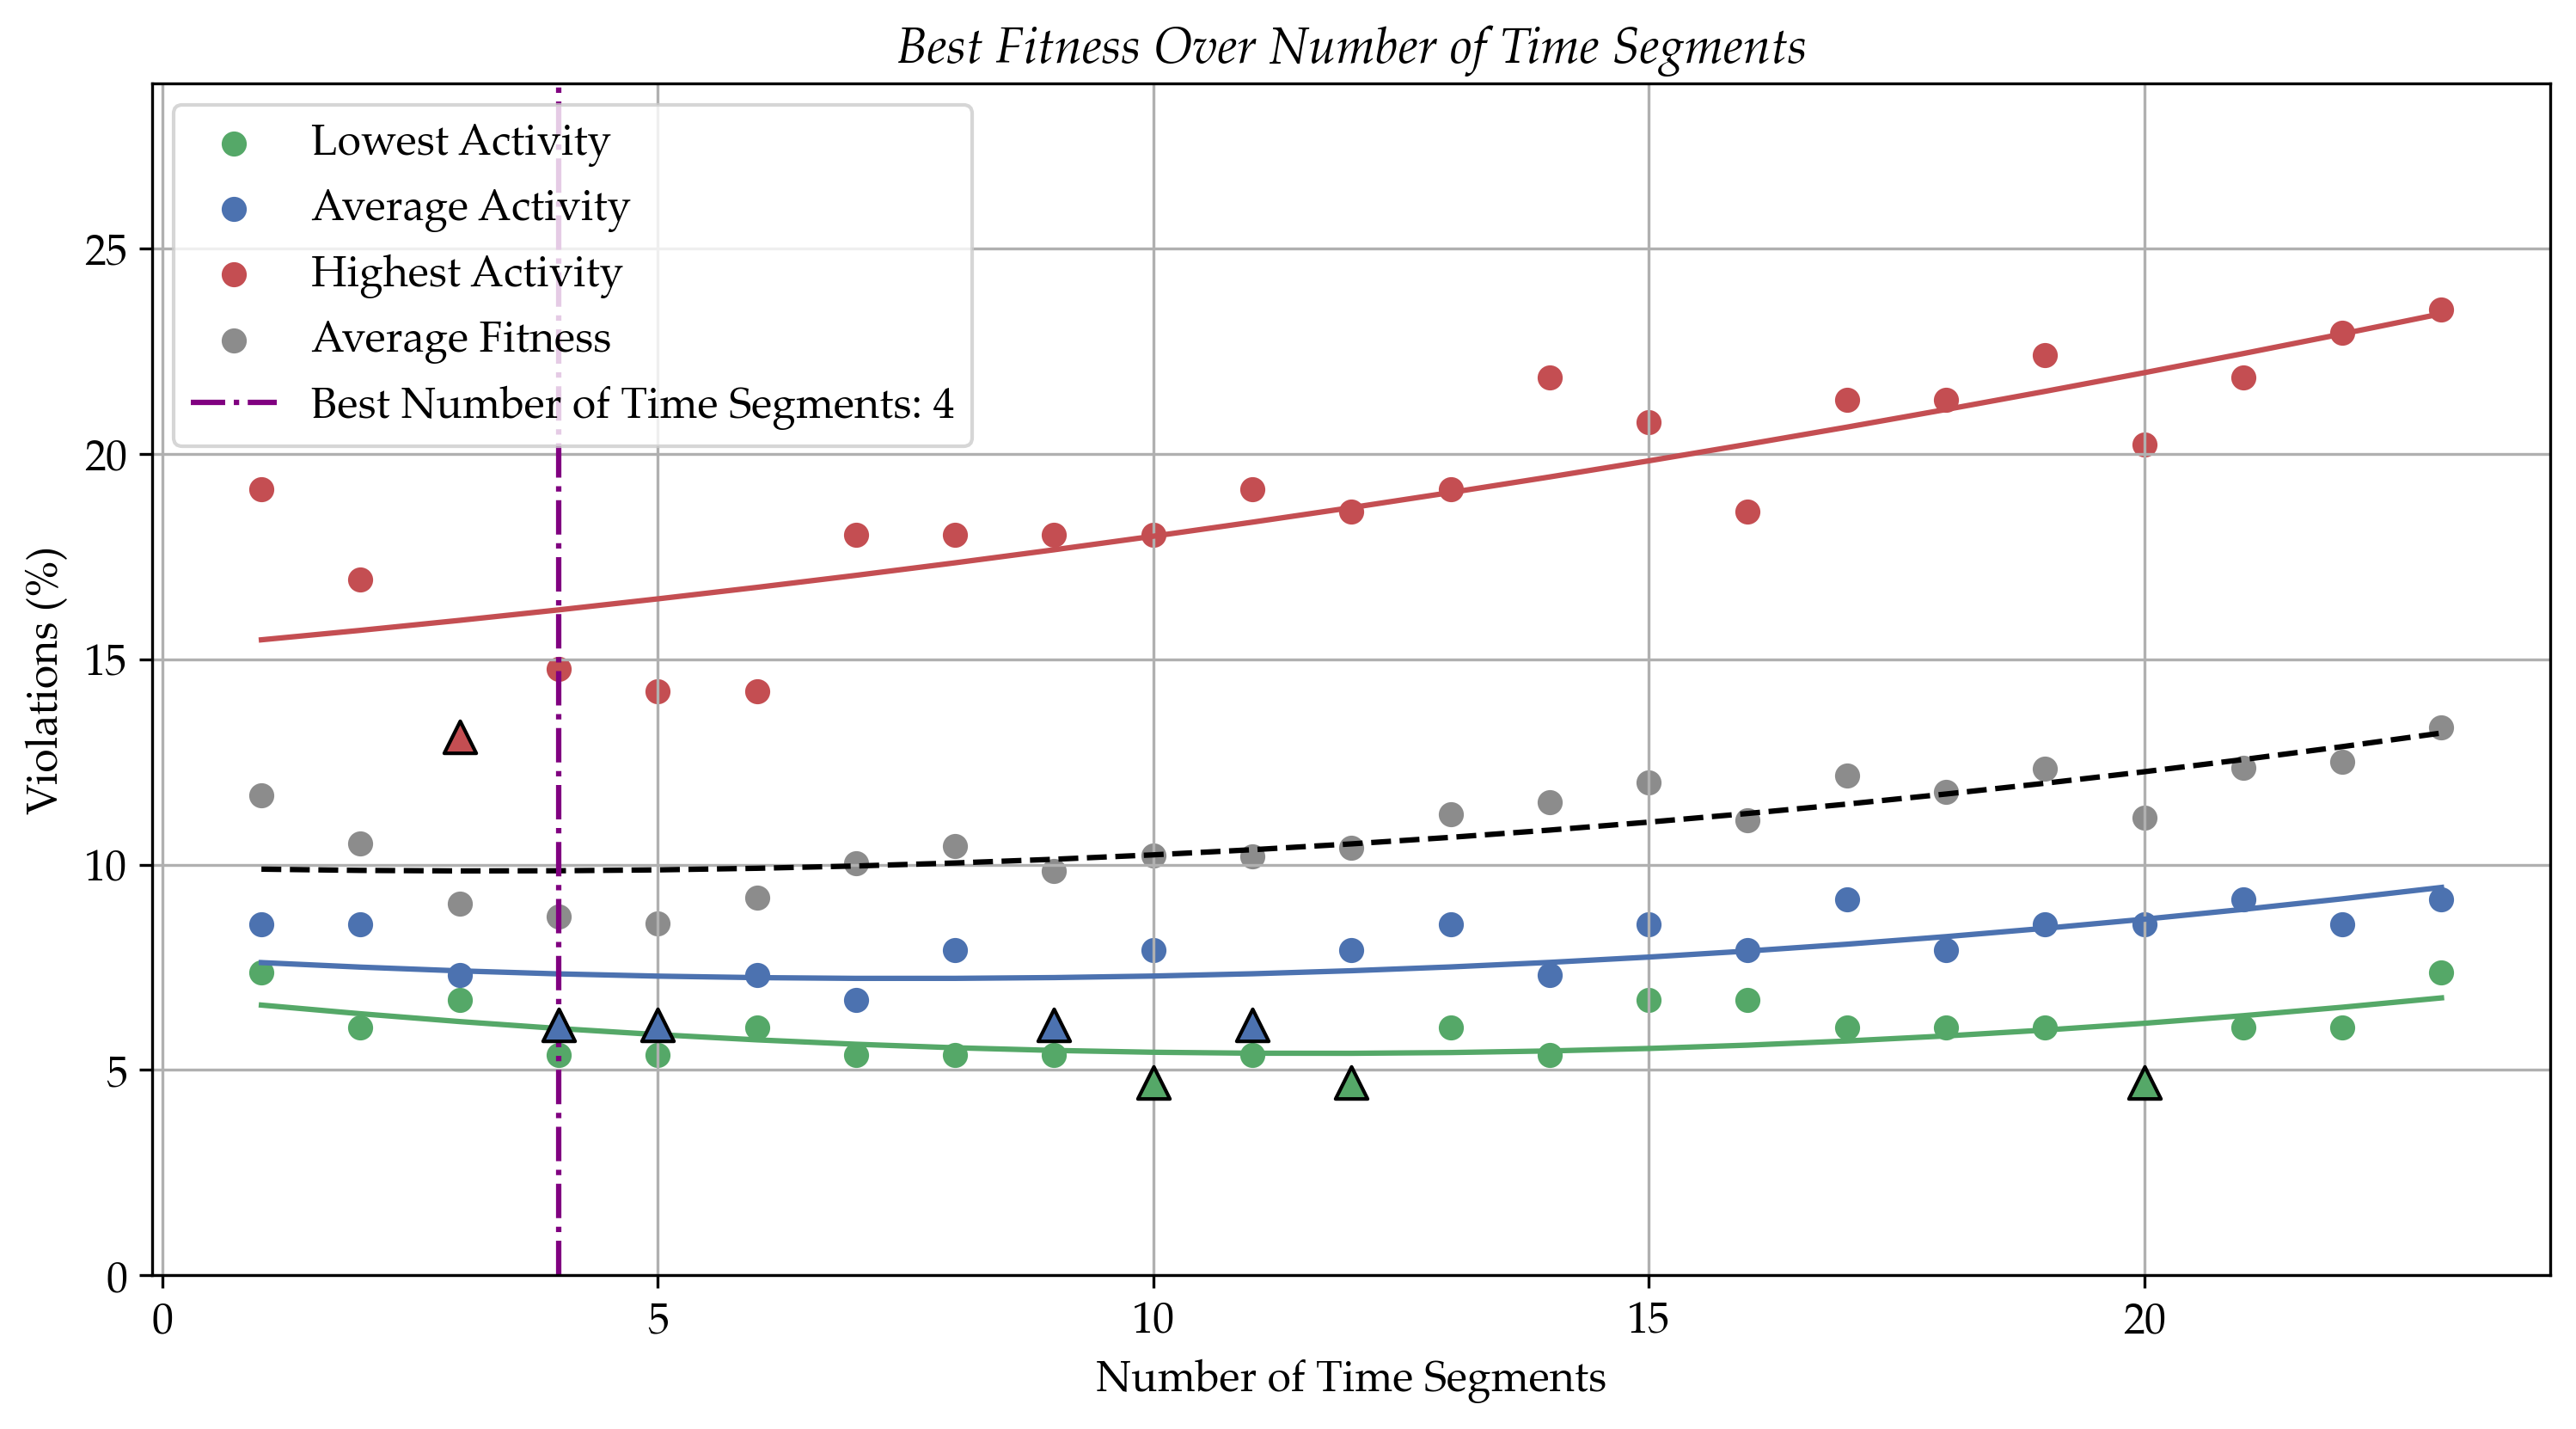 Best Fitness Over Number of Time Segments
Lowest Activity
Average Activity
Highest Activity
Average Fitness
Best Number of Time Segments: 4
Violations (%)
25
20
15
10
5
0
0 5 10 15 20
Number of Time Segments